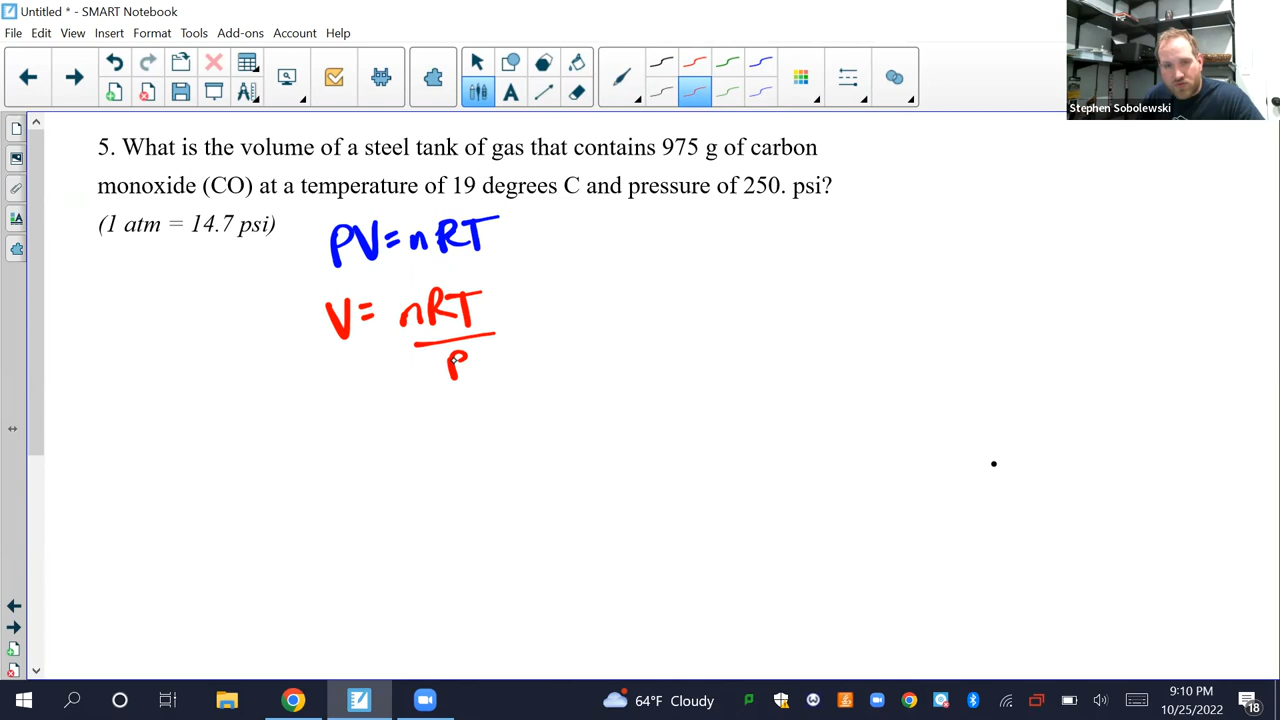 Untitled * - SMART Notebook
File Edit View Insert Format Tools Add-ons Account Help
Stephen Sobolewski
5. What is the volume of a steel tank of gas that contains 975 g of carbon
monoxide (CO) at a temperature of 19 degrees C and pressure of 250. psi?
(1 atm = 14.7 psi)
PV=nRT
V= nRT
P
64°F Cloudy
9:10 PM
10/25/2022
18